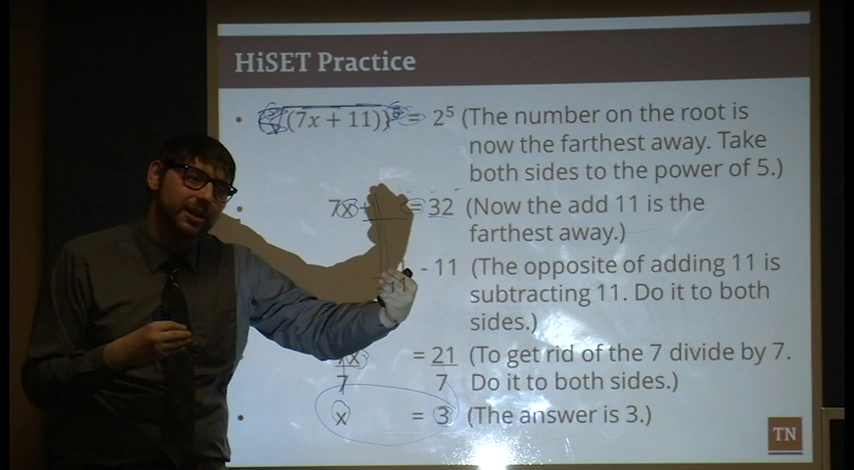 HiSET Practice
• (7x + 11)} = 2⁵ (The number on the root is
now the farthest away. Take
both sides to the power of 5.)
• 7x + = 32 (Now the add 11 is the
farthest away.)
- 11 (The opposite of adding 11 is
11 subtracting 11. Do it to both
sides.)
7x = 21 (To get rid of the 7 divide by 7.
7 7 Do it to both sides.)
• x = 3 (The answer is 3.)
TN